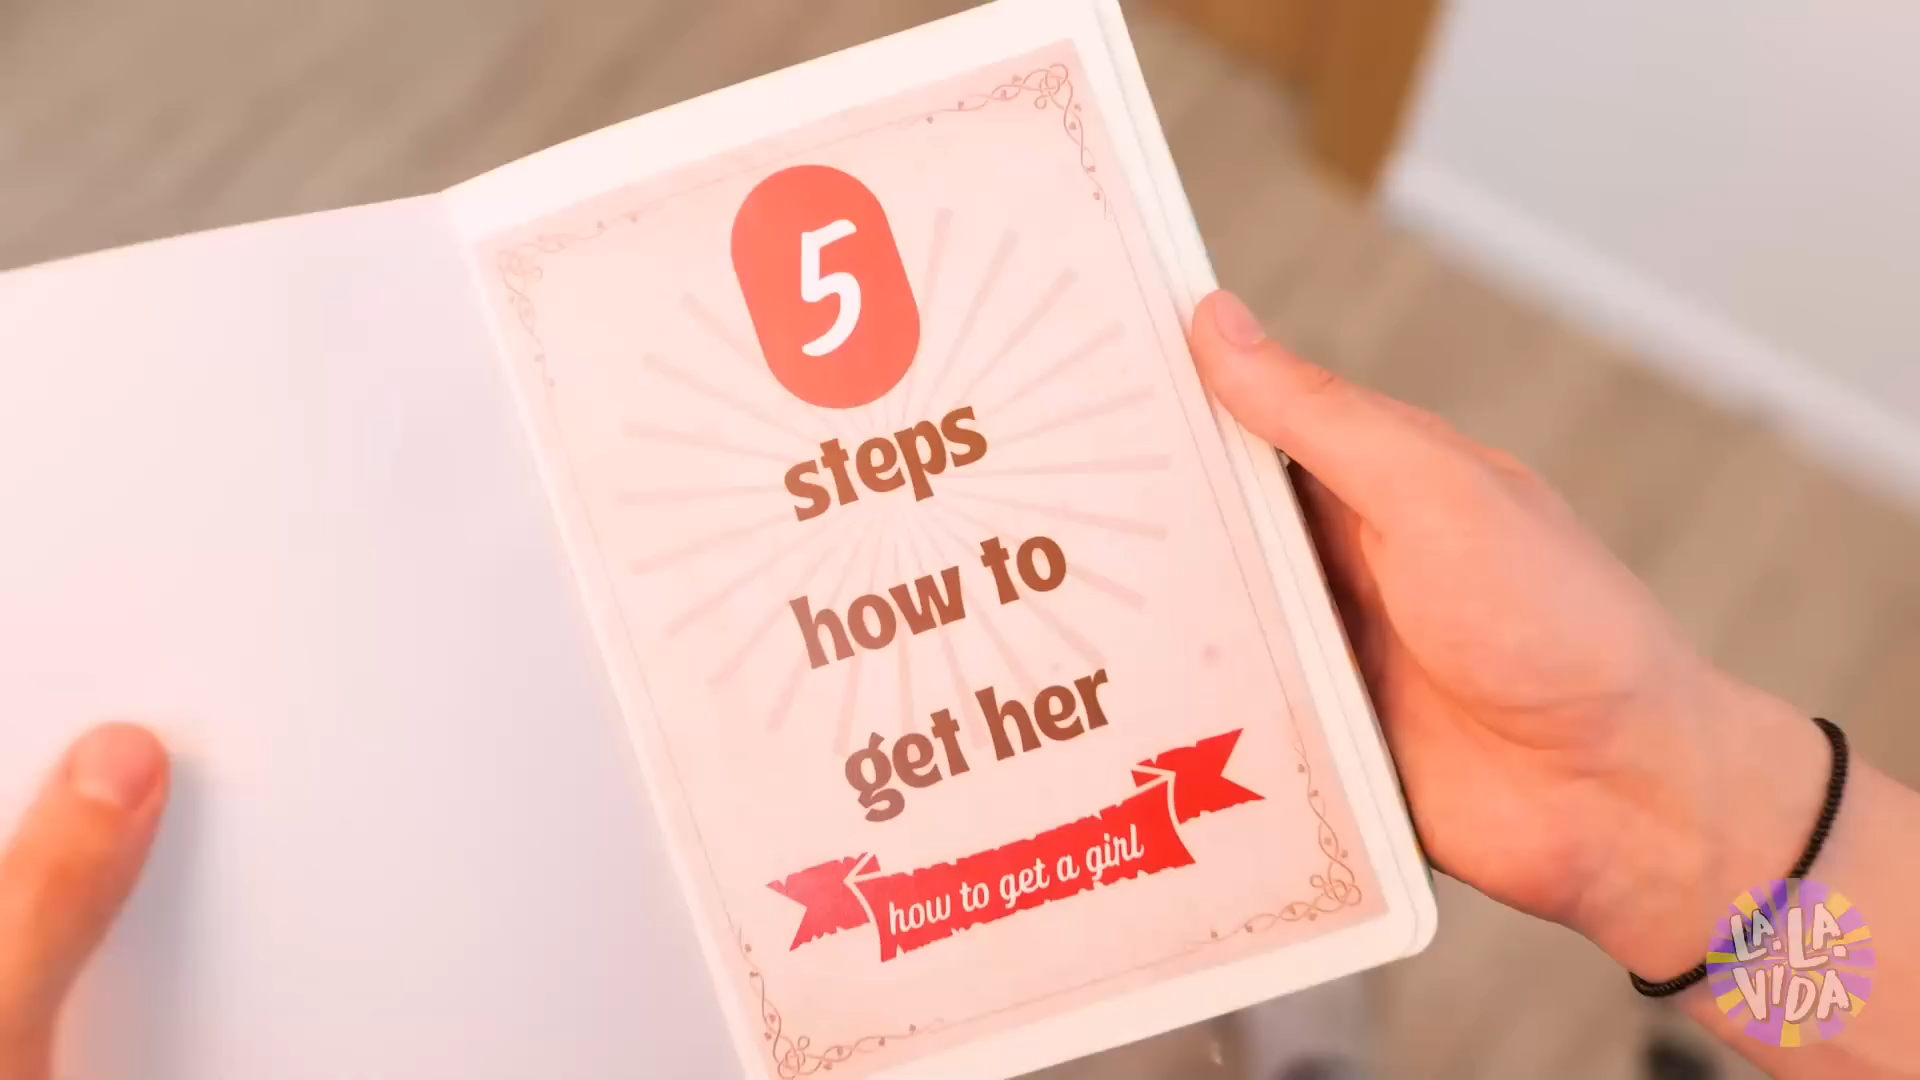 5
steps
how to
get her
how to get a girl
LA.LA.
VIDA